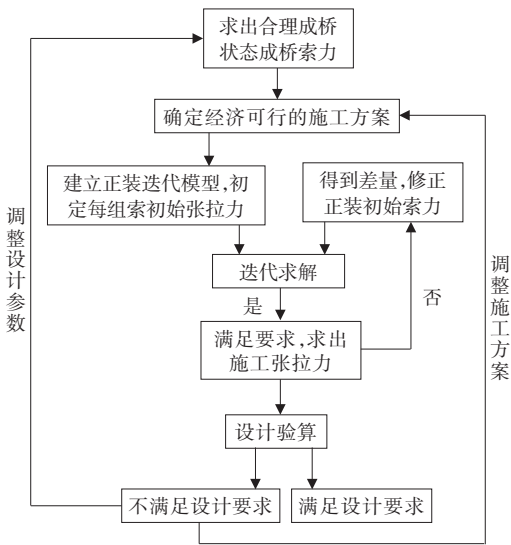 求出合理成桥
状态成桥索力
确定经济可行的施工方案
建立正装迭代模型,初
定每组索初始张拉力
得到差量,修正
正装初始索力
调整设计参数
迭代求解
是
否
调整施工方案
满足要求,求出
施工张拉力
设计验算
不满足设计要求
满足设计要求